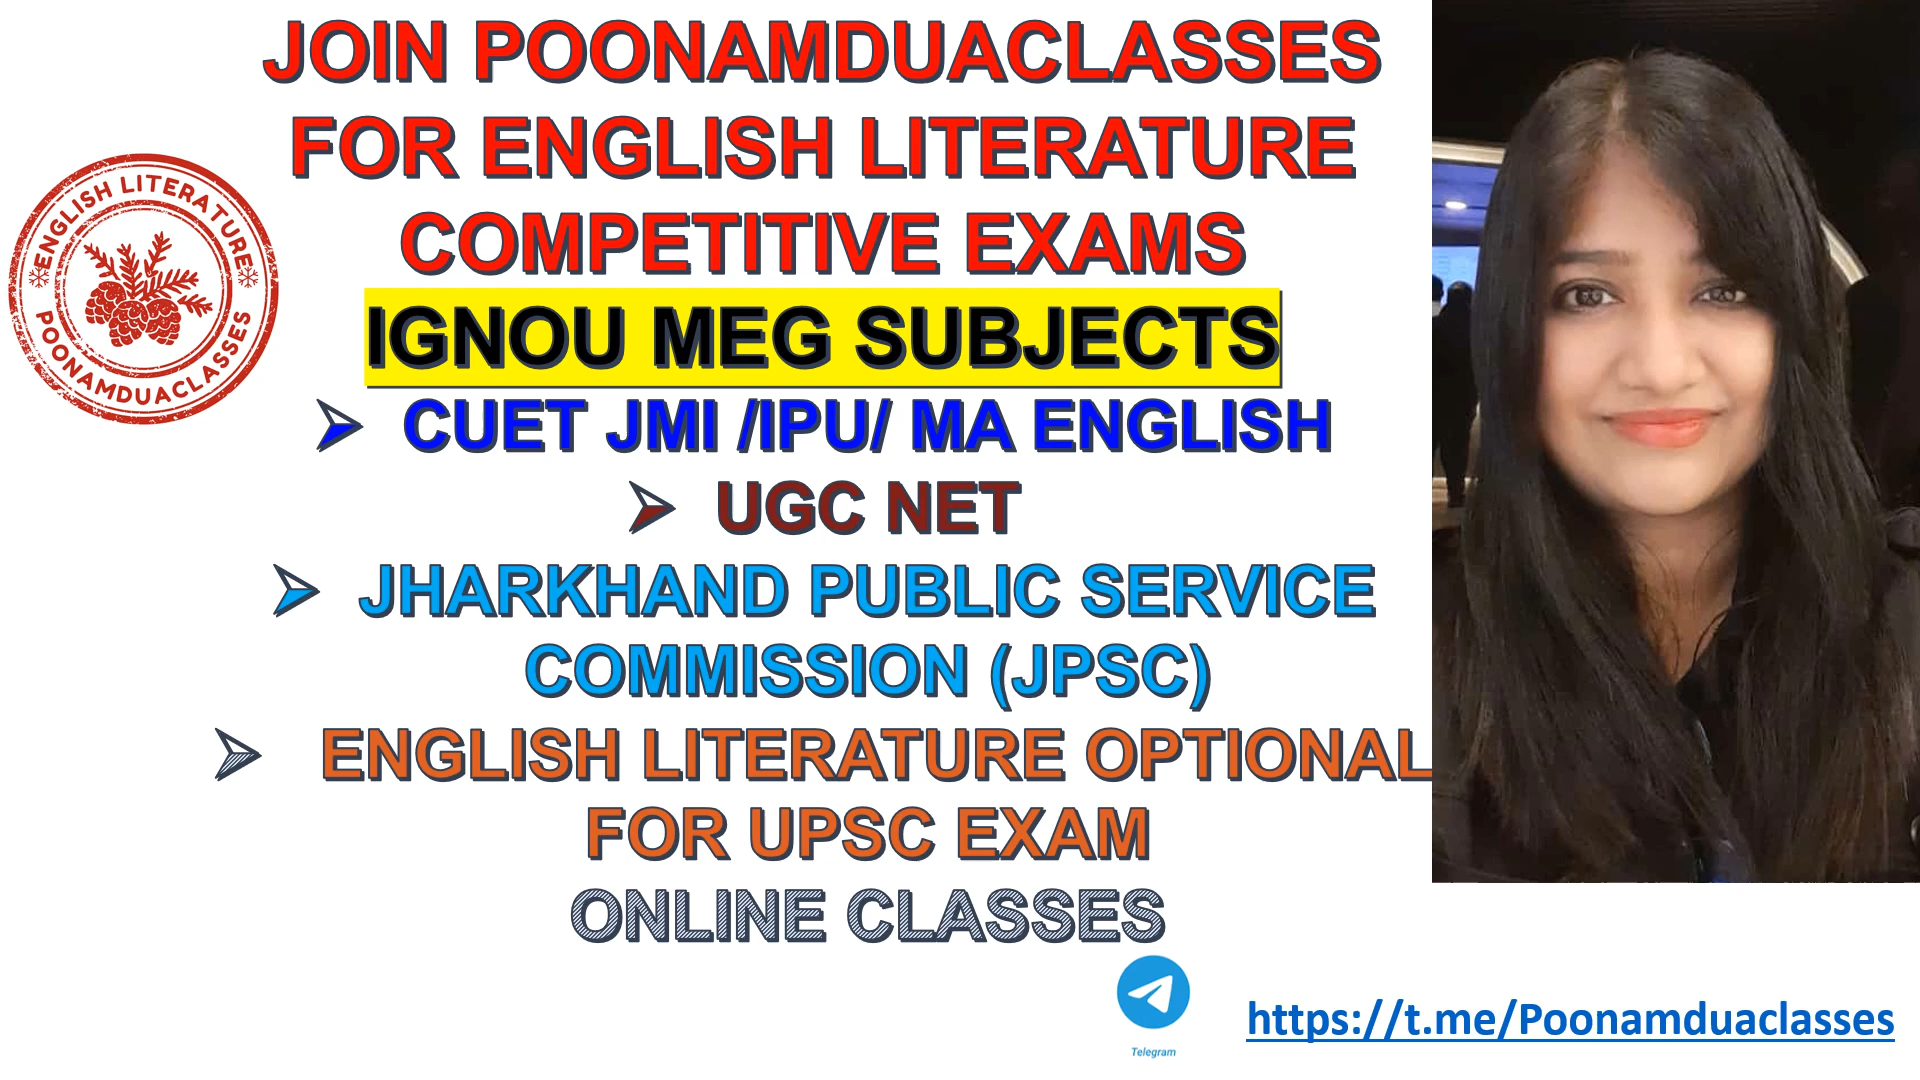 JOIN POONAMDUACLASSES
FOR ENGLISH LITERATURE
COMPETITIVE EXAMS
IGNOU MEG SUBJECTS
➢ CUET JMI /IPU/ MA ENGLISH
➢ UGC NET
➢ JHARKHAND PUBLIC SERVICE
COMMISSION (JPSC)
➢ ENGLISH LITERATURE OPTIONAL
FOR UPSC EXAM
ONLINE CLASSES
ENGLISH LITERATURE
POONAMDUACLASSES
Telegram
https://t.me/Poonamduaclasses